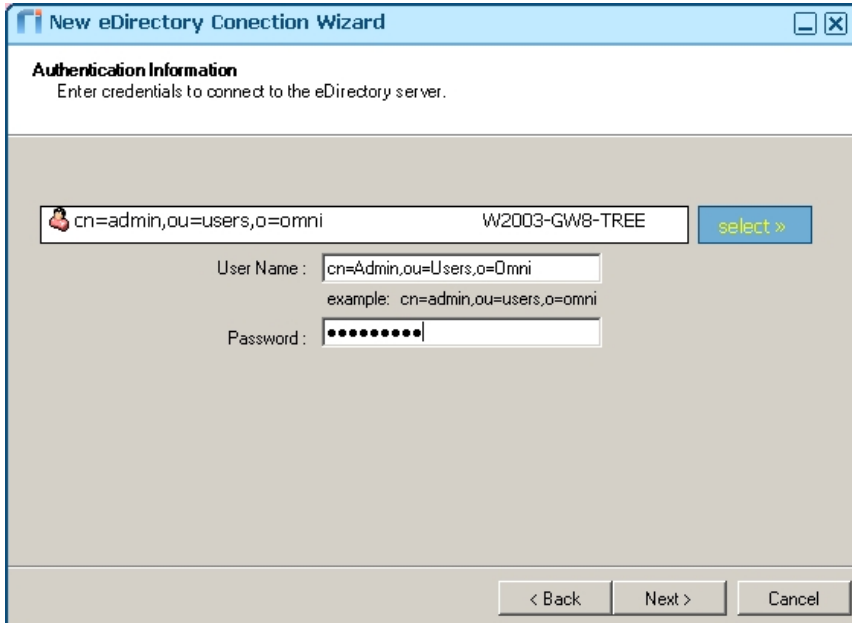 New eDirectory Conection Wizard
Authentication Information
Enter credentials to connect to the eDirectory server.
cn=admin,ou=users,o=omni W2003-GW8-TREE select »
User Name : cn=Admin,ou=Users,o=Omni
example: cn=admin,ou=users,o=omni
Password : ●●●●●●●●●
< Back Next > Cancel